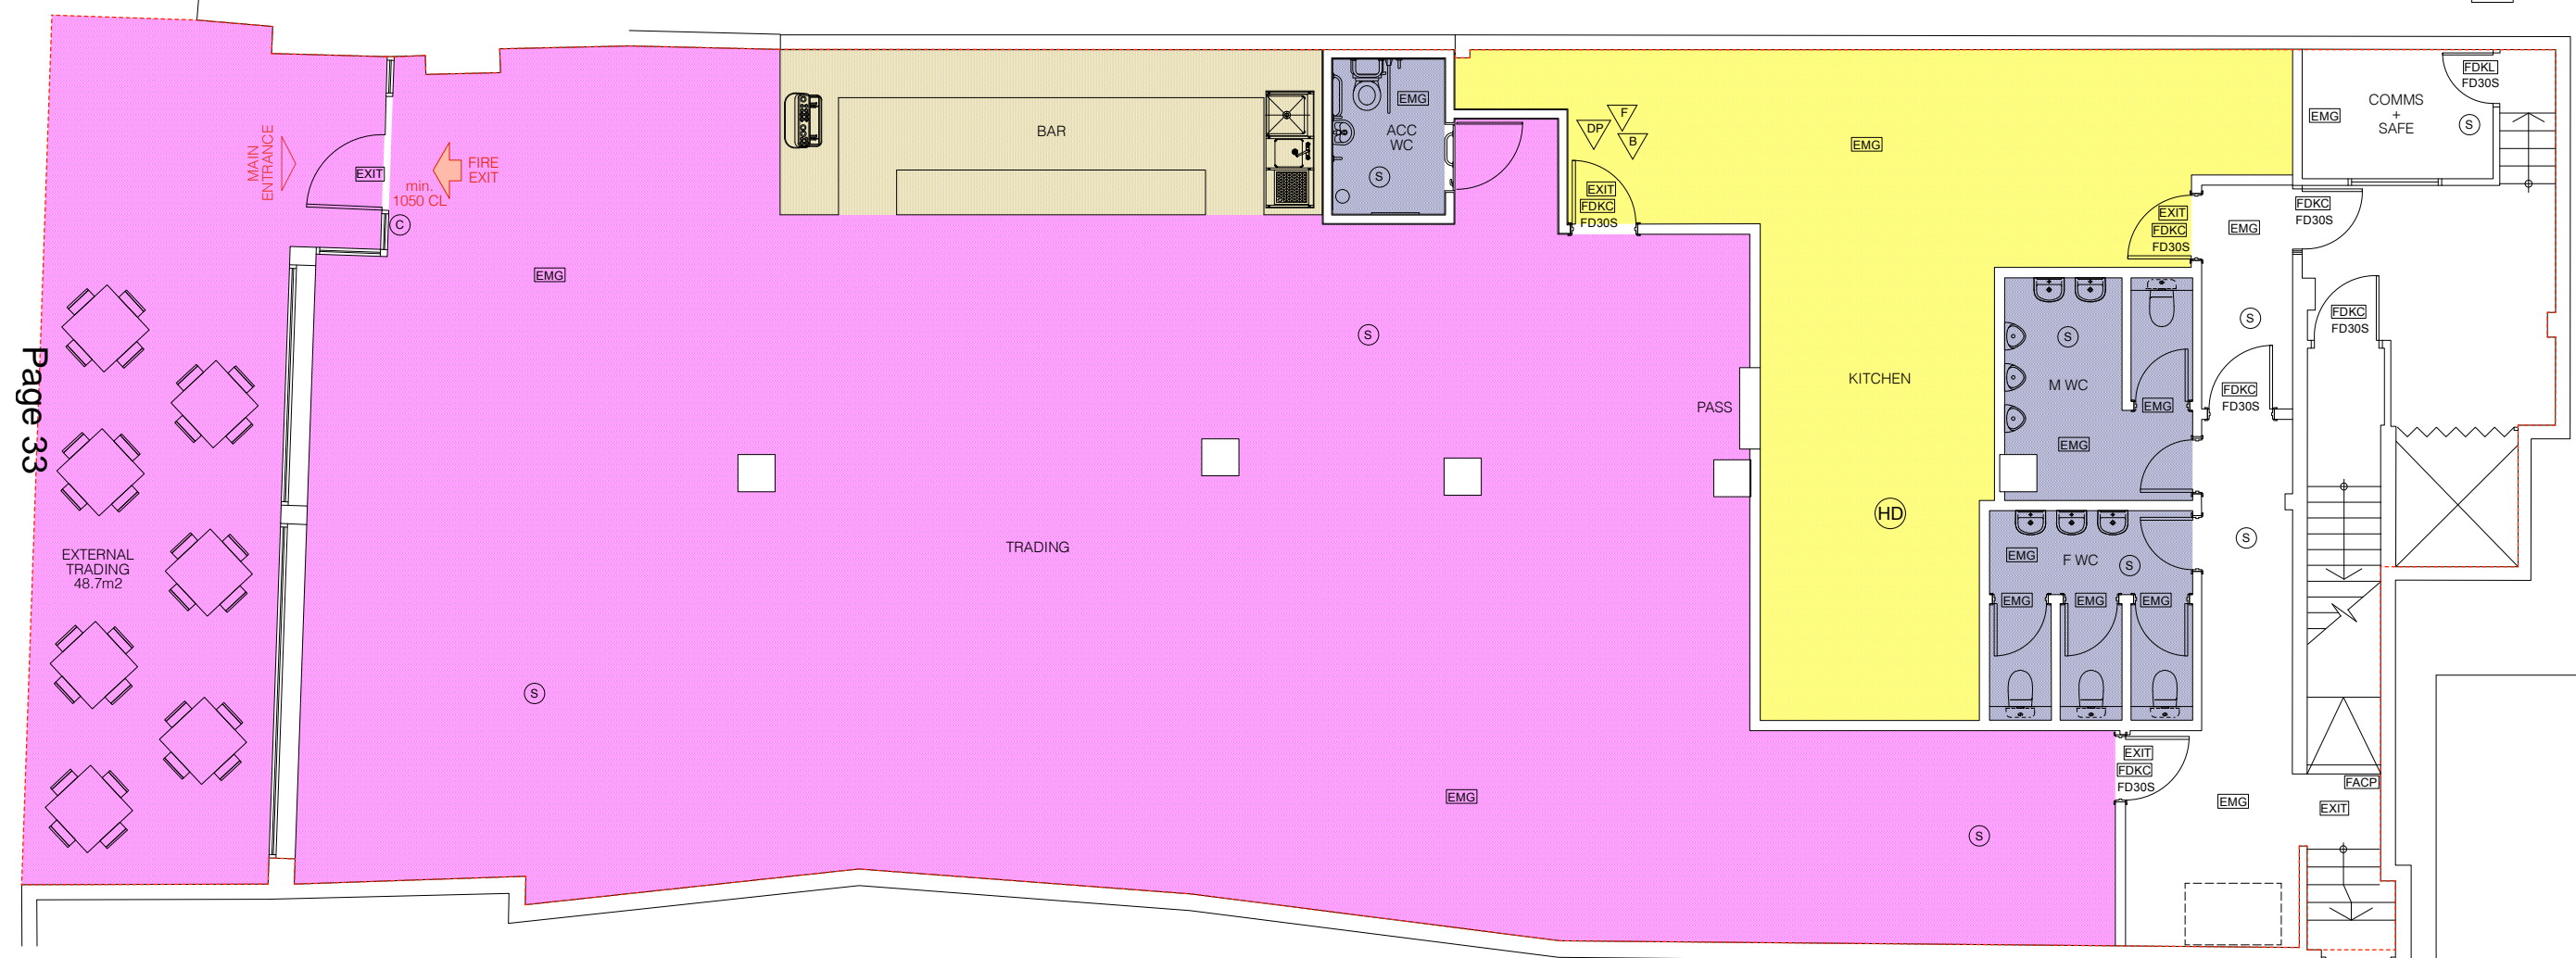 MAIN
ENTRANCE
EXIT
FIRE
EXIT
min.
1050 CL
C
EMG
BAR
EMG
ACC
WC
S
DP
F
B
EXIT
FDKC
FD30S
EMG
EXIT
FDKC
FD30S
EMG
COMMS
+
SAFE
S
FDKL
FD30S
EMG
FDKC
FD30S
S
FDKC
FD30S
FDKC
FD30S
S
S
M WC
EMG
EMG
KITCHEN
PASS
HD
Page 33
EXTERNAL
TRADING
48.7m2
TRADING
S
EMG
F WC
S
EMG
EMG
EMG
S
EMG
S
EXIT
FDKC
FD30S
EMG
FACP
EXIT